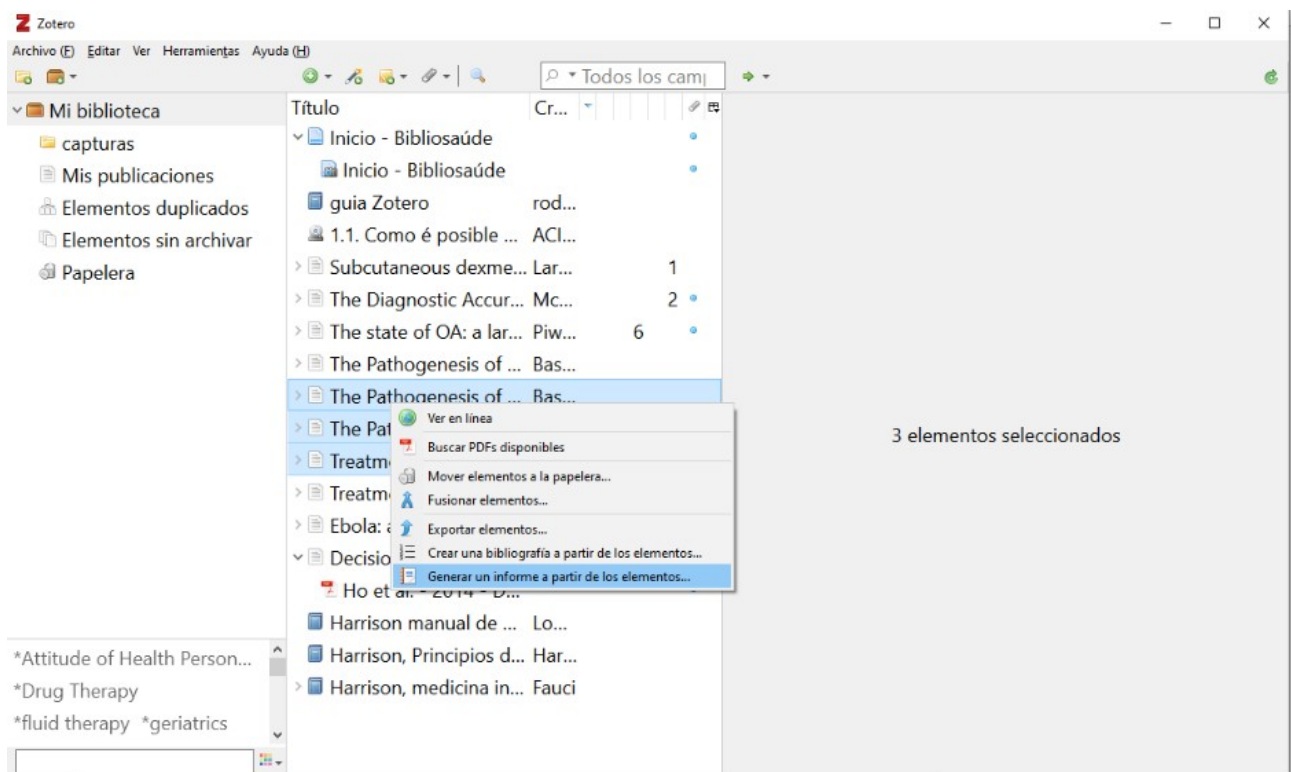 Zotero
Archivo (F) Editar Ver Herramientas Ayuda (H)
Todos los camp
Mi biblioteca
capturas
Mis publicaciones
Elementos duplicados
Elementos sin archivar
Papelera
*Attitude of Health Person...
*Drug Therapy
*fluid therapy *geriatrics
Título Cr...
Inicio - Bibliosaúde
Inicio - Bibliosaúde
guia Zotero rod...
1.1. Como é posible ... ACI...
Subcutaneous dexme... Lar... 1
The Diagnostic Accur... Mc... 2
The state of OA: a lar... Piw... 6
The Pathogenesis of ... Bas...
The Pathogenesis of ... Bas...
The Pat
Treatm
Treatm
Ebola: a
Decisio
Ho et al. - 2014 - D...
Harrison manual de ... Lo...
Harrison, Principios d... Har...
Harrison, medicina in... Fauci
Ver en línea
Buscar PDFs disponibles
Mover elementos a la papelera...
Fusionar elementos...
Exportar elementos...
Crear una bibliografía a partir de los elementos...
Generar un informe a partir de los elementos...
3 elementos seleccionados